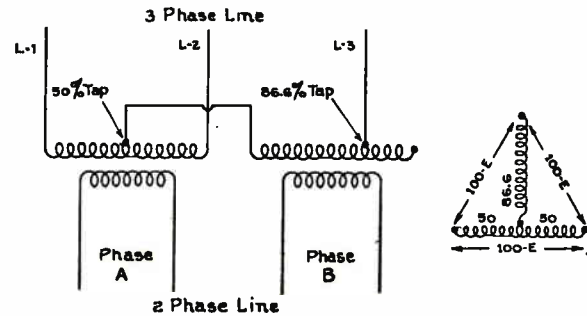 3 Phase Line
L-1
L-2
L-3
50% Tap
86.6% Tap
Phase
A
Phase
B
2 Phase Line
100-E
100-E
86.6
50
50
100-E